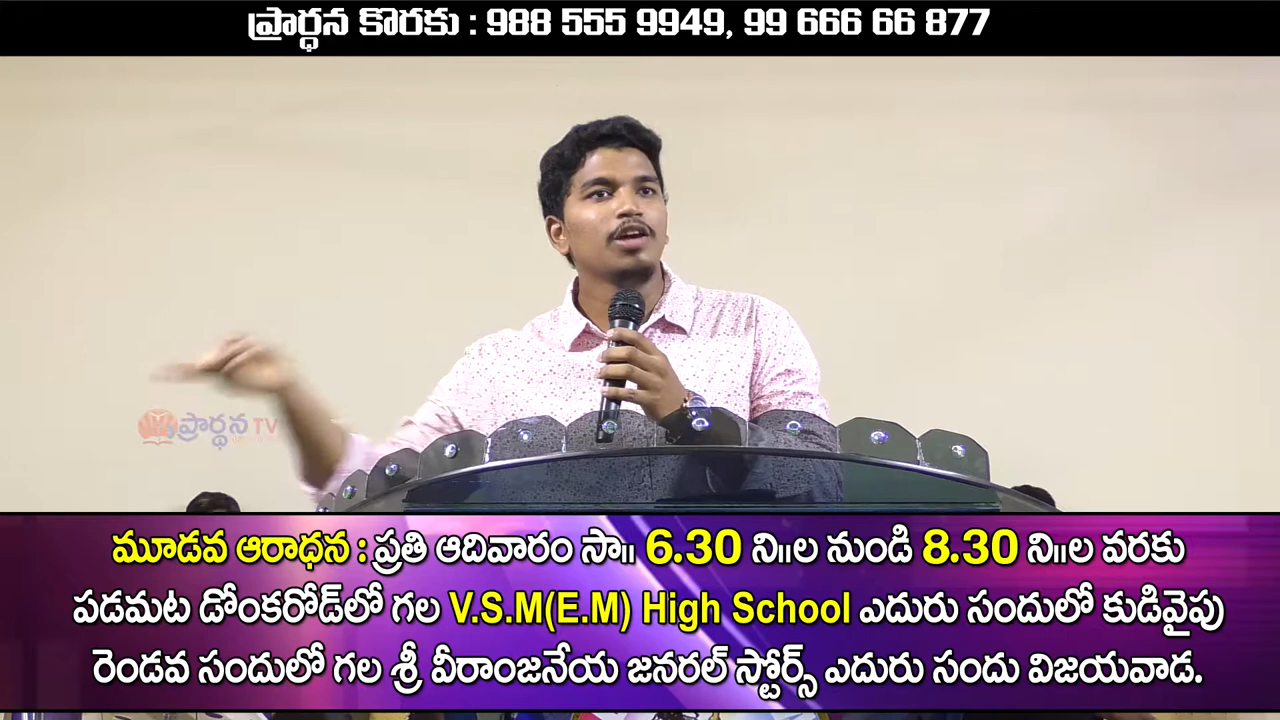 ప్రార్ధన కొరకు : 988 555 9949, 99 666 66 877
ప్రార్థన TV
మూడవ ఆరాధన : ప్రతి ఆదివారం సా॥ 6.30 ని॥ల నుండి 8.30 ని॥ల వరకు
పడమట డోంకరోడ్‌లో గల V.S.M(E.M) High School ఎదురు సందులో కుడివైపు
రెండవ సందులో గల శ్రీ వీరాంజనేయ జనరల్ స్టోర్స్ ఎదురు సందు విజయవాడ.